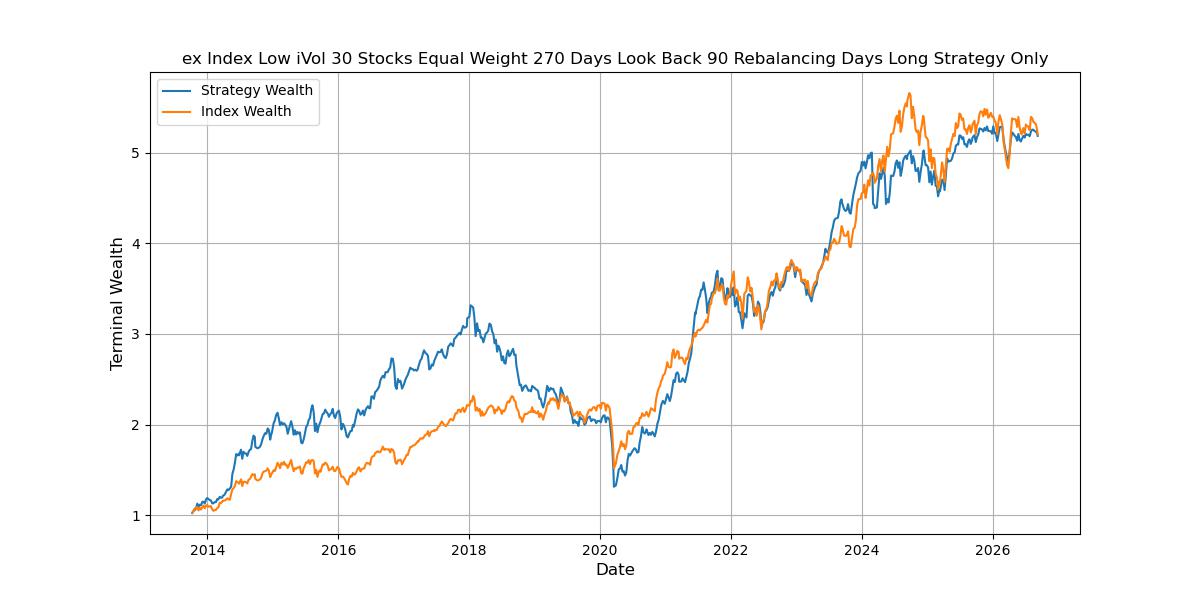 ex Index Low iVol 30 Stocks Equal Weight 270 Days Look Back 90 Rebalancing Days Long Strategy Only
Strategy Wealth
Index Wealth
Terminal Wealth
5
4
3
2
1
2014 2016 2018 2020 2022 2024 2026
Date